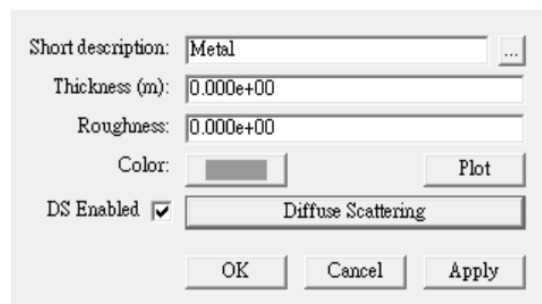 Short description: Metal ...
Thickness (m): 0.000e+00
Roughness: 0.000e+00
Color: Plot
DS Enabled Diffuse Scattering
OK Cancel Apply